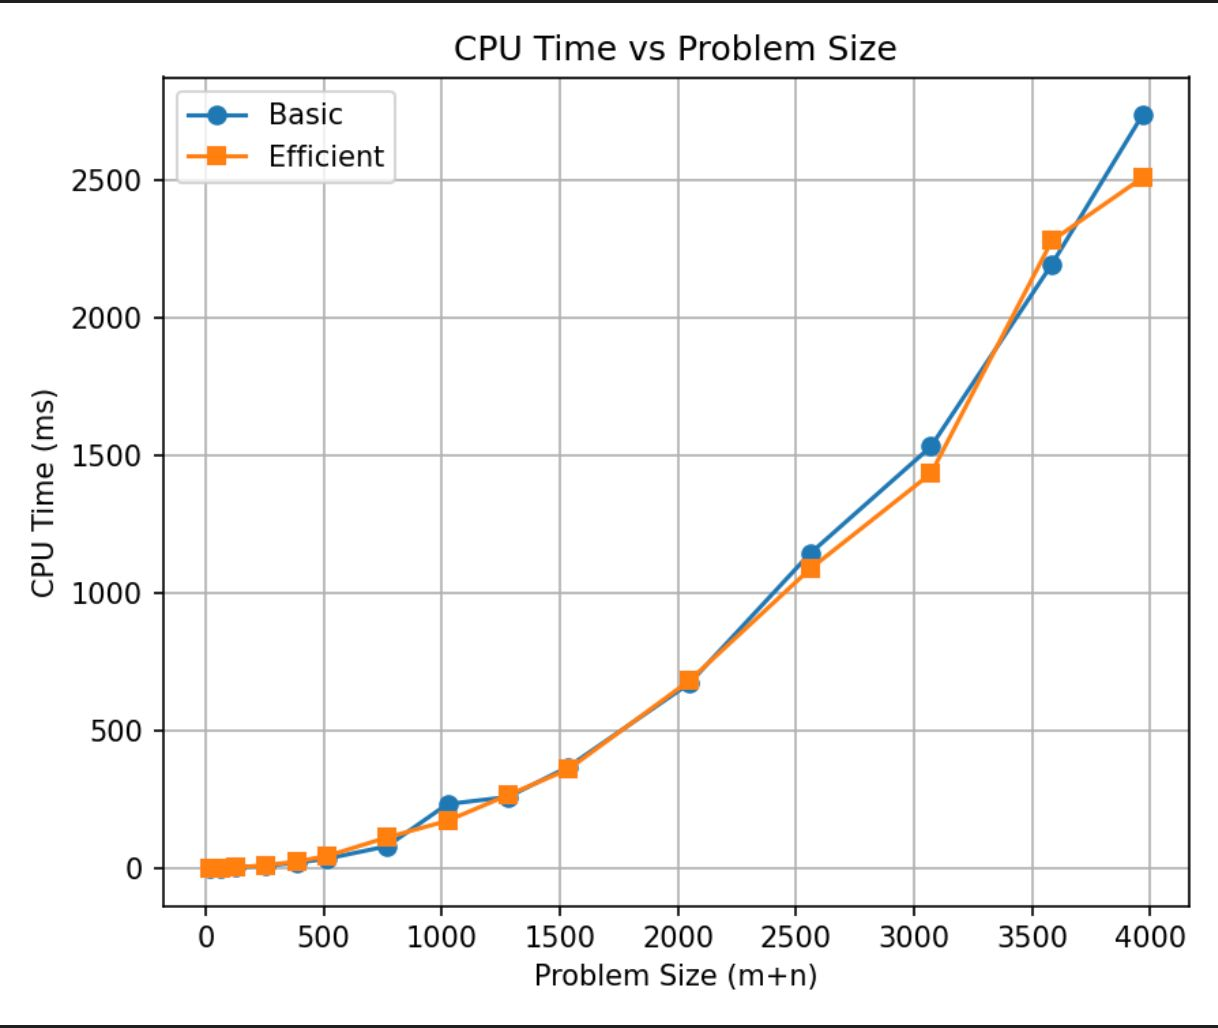 CPU Time vs Problem Size
Basic
Efficient
2500
2000
1500
1000
500
0
CPU Time (ms)
0 500 1000 1500 2000 2500 3000 3500 4000
Problem Size (m+n)